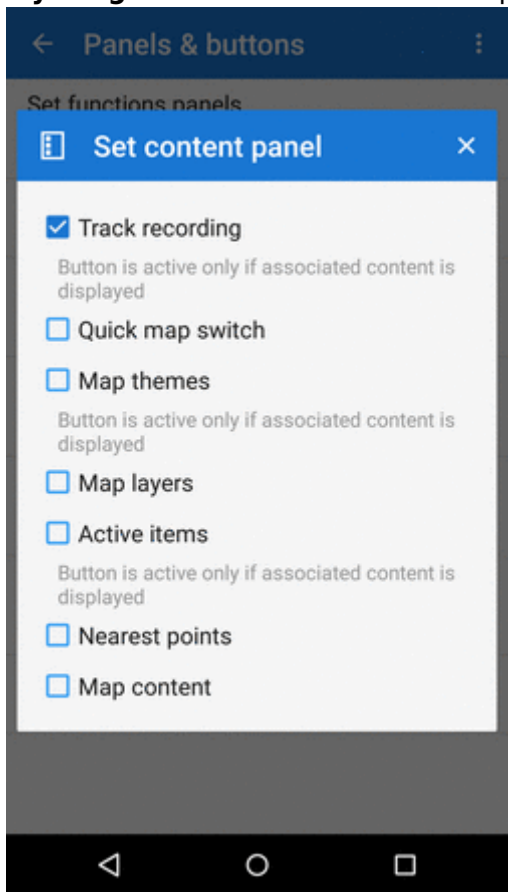 Panels & buttons
Set functions panels
Set content panel
Track recording
Button is active only if associated content is
displayed
Quick map switch
Map themes
Button is active only if associated content is
displayed
Map layers
Active items
Button is active only if associated content is
displayed
Nearest points
Map content